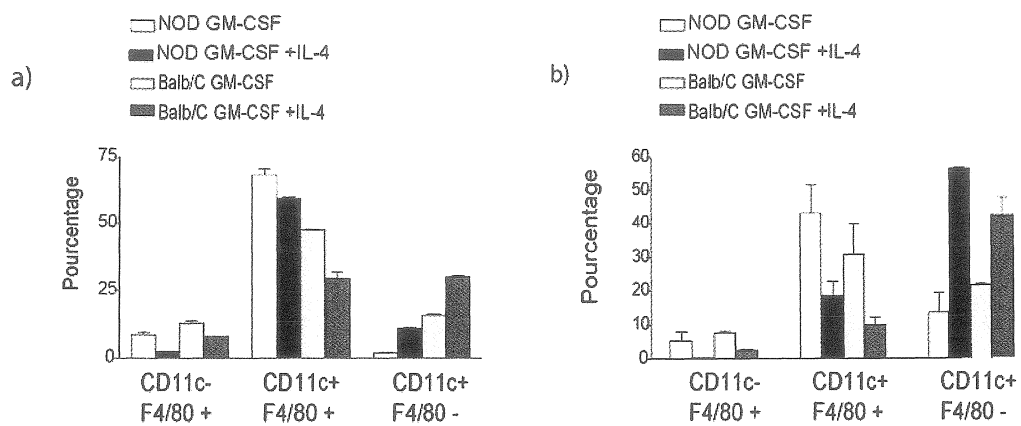 a)
NOD GM-CSF
NOD GM-CSF +IL-4
Balb/C GM-CSF
Balb/C GM-CSF +IL-4
Pourcentage
75
50
25
0
CD11c- CD11c+ CD11c+
F4/80 + F4/80 + F4/80 -
b)
NOD GM-CSF
NOD GM-CSF +IL-4
Balb/C GM-CSF
Balb/C GM-CSF +IL-4
Pourcentage
60
50
40
30
20
10
0
CD11c- CD11c+ CD11c+
F4/80 + F4/80 + F4/80 -